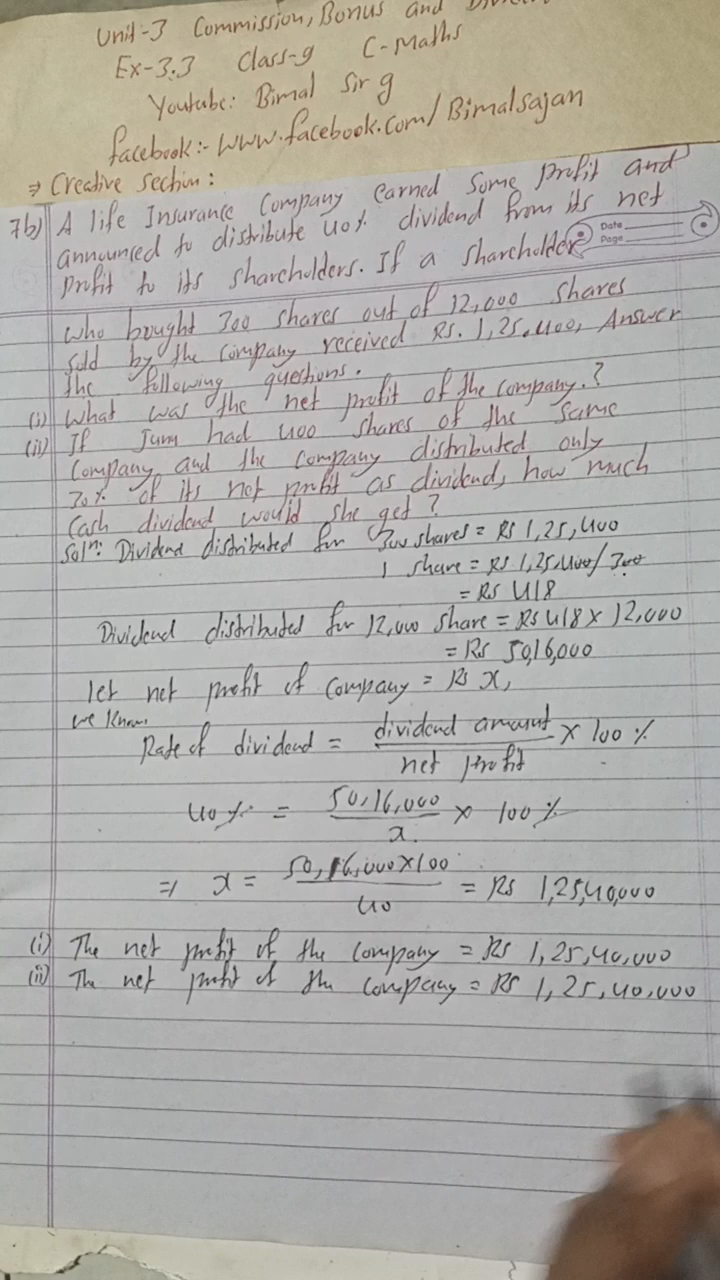 Unit-3 Commission, Bonus and
Ex-3.3 Class-9 C-Maths
Youtube: Bimal Sir g
facebook:- www.facebook.com/Bimalsajan
⇒ Creative section:
7b) A life Insurance Company earned some profit and
announced to distribute 40% dividend from its net
Date
Page
profit to its shareholders. If a shareholder
who bought 300 shares out of 12,000 shares
sold by the company received Rs. 1,25,400, Answer
the following questions.
(i) What was the net profit of the company.?
(ii) If had 400 shares of the same
company and the company distributed only
30% of its net profit as dividend, how much
cash dividend would she get?
Solⁿ: Dividend distributed for 300 shares = Rs 1,25,400
1 share = Rs 1,25,400/300
= Rs 418
Dividend distributed for 12,000 share = Rs 418 × 12,000
= Rs 50,16,000
let net profit of company = Rs x,
we know
Rate of dividend = dividend amount / net profit × 100%
40% = 50,16,000 / x × 100%
⇒ x = 50,16,000×100 / 40 = Rs 1,25,40,000
(i) The net profit of the company = Rs 1,25,40,000
(ii) The net profit of the company = Rs 1,25,40,000